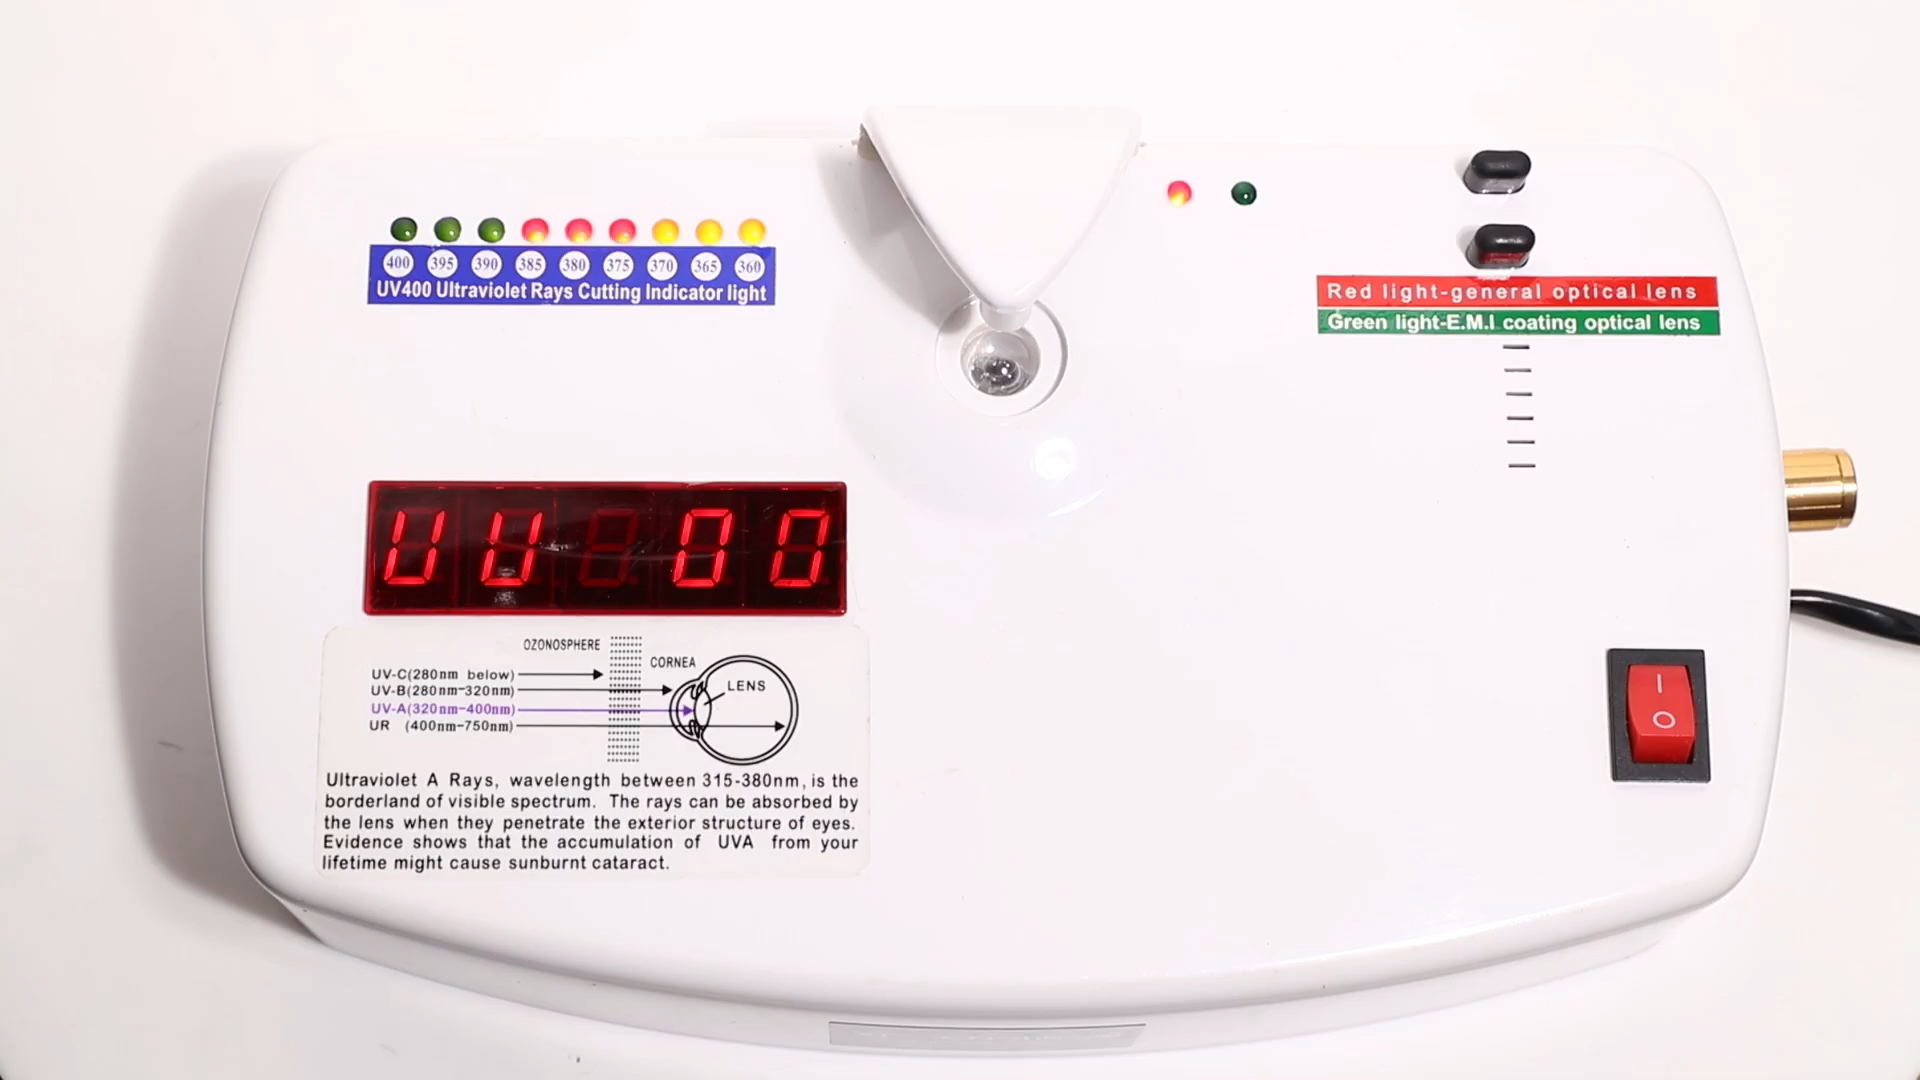 400 395 390 385 380 375 370 365 360
UV400 Ultraviolet Rays Cutting Indicator light
Red light-general optical lens
Green light-E.M.I coating optical lens
UU 00
OZONOSPHERE
CORNEA
LENS
UV-C(280nm below)
UV-B(280nm-320nm)
UV-A(320nm-400nm)
UR (400nm-750nm)
I
O
Ultraviolet A Rays, wavelength between 315-380nm, is the
borderland of visible spectrum. The rays can be absorbed by
the lens when they penetrate the exterior structure of eyes.
Evidence shows that the accumulation of UVA from your
lifetime might cause sunburnt cataract.